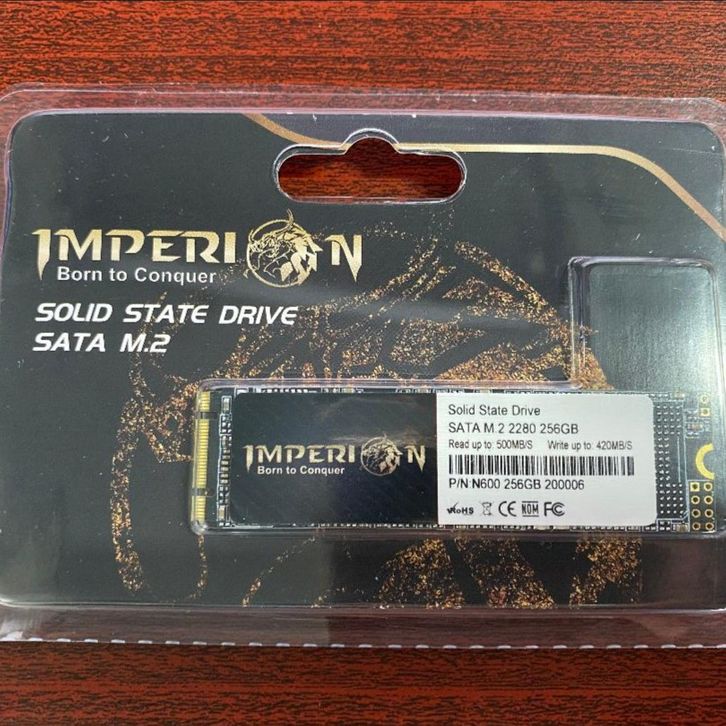 IMPERION
Born to Conquer
SOLID STATE DRIVE
SATA M.2
IMPERION
Born to Conquer
Solid State Drive
SATA M.2 2280 256GB
Read up to: 500MB/S Write up to: 420MB/S
P/N:N600 256GB 200006
RoHS CE NOM FC